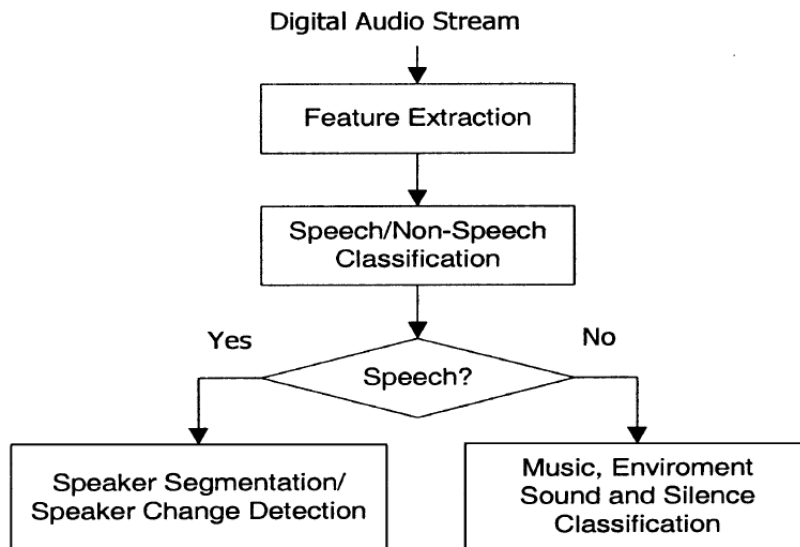 Digital Audio Stream
Feature Extraction
Speech/Non-Speech
Classification
Yes
No
Speech?
Speaker Segmentation/
Speaker Change Detection
Music, Enviroment
Sound and Silence
Classification